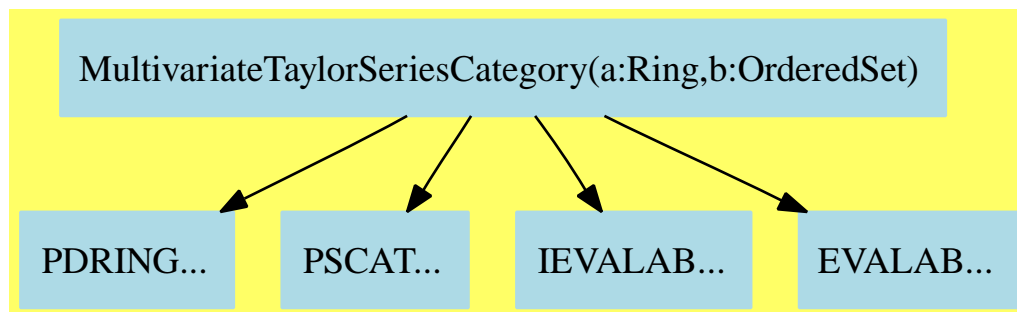 MultivariateTaylorSeriesCategory(a:Ring,b:OrderedSet)
PDRING... PSCAT... IEVALAB... EVALAB...